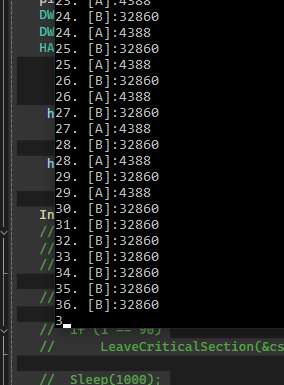 23. [A]:4388
DW 24. [B]:32860
DW 24. [A]:4388
HA 25. [B]:32860
25. [A]:4388
26. [B]:32860
26. [A]:4388
h 27. [B]:32860
27. [A]:4388
28. [B]:32860
h 28. [A]:4388
29. [B]:32860
29. [A]:4388
In 30. [B]:32860
// 31. [B]:32860
// 32. [B]:32860
// 33. [B]:32860
34. [B]:32860
// 35. [B]:32860
36. [B]:32860
3
// if (i == 90)
// LeaveCriticalSection(&cs
// Sleep(1000);